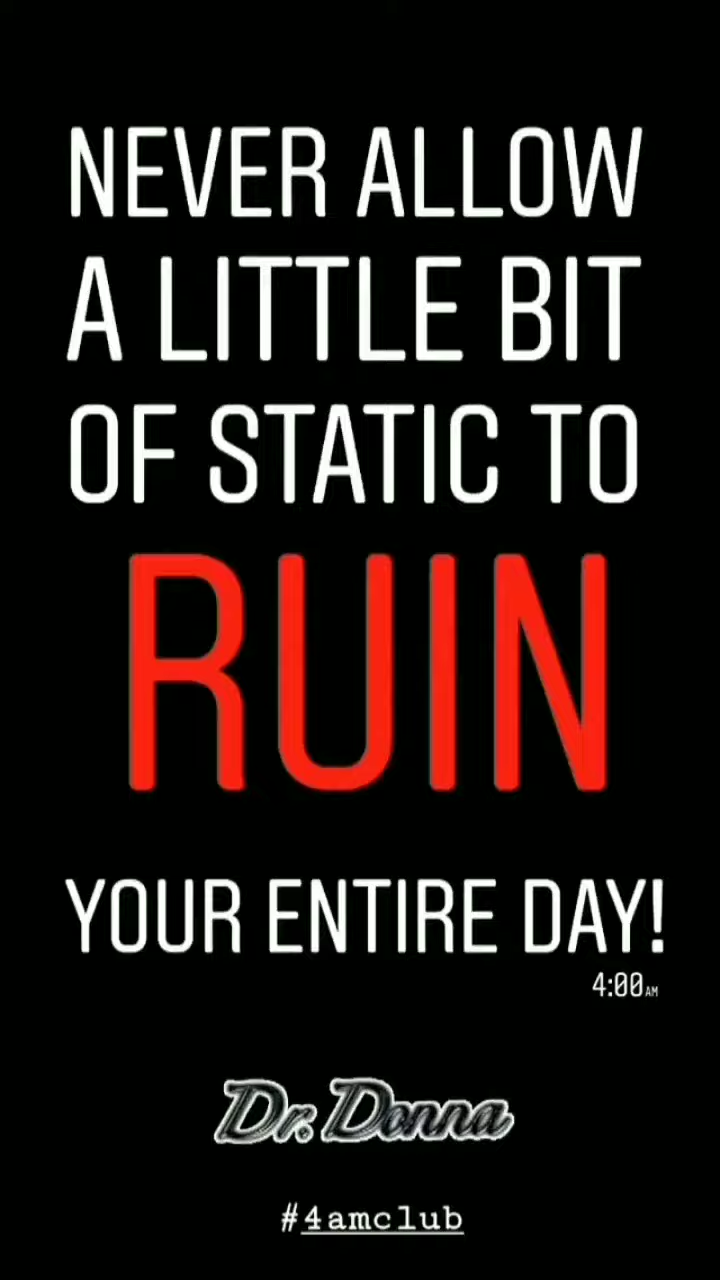 NEVER ALLOW
A LITTLE BIT
OF STATIC TO
RUIN
YOUR ENTIRE DAY!
4:00AM
Dr. Donna
#4amclub